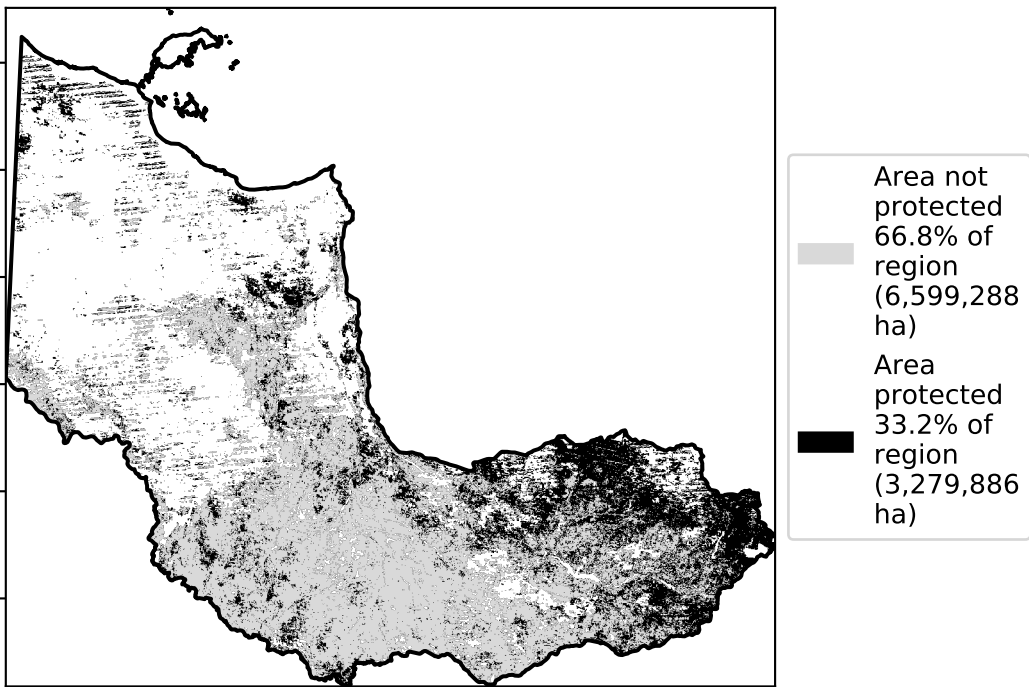 Area not
protected
66.8% of
region
(6,599,288
ha)
Area
protected
33.2% of
region
(3,279,886
ha)